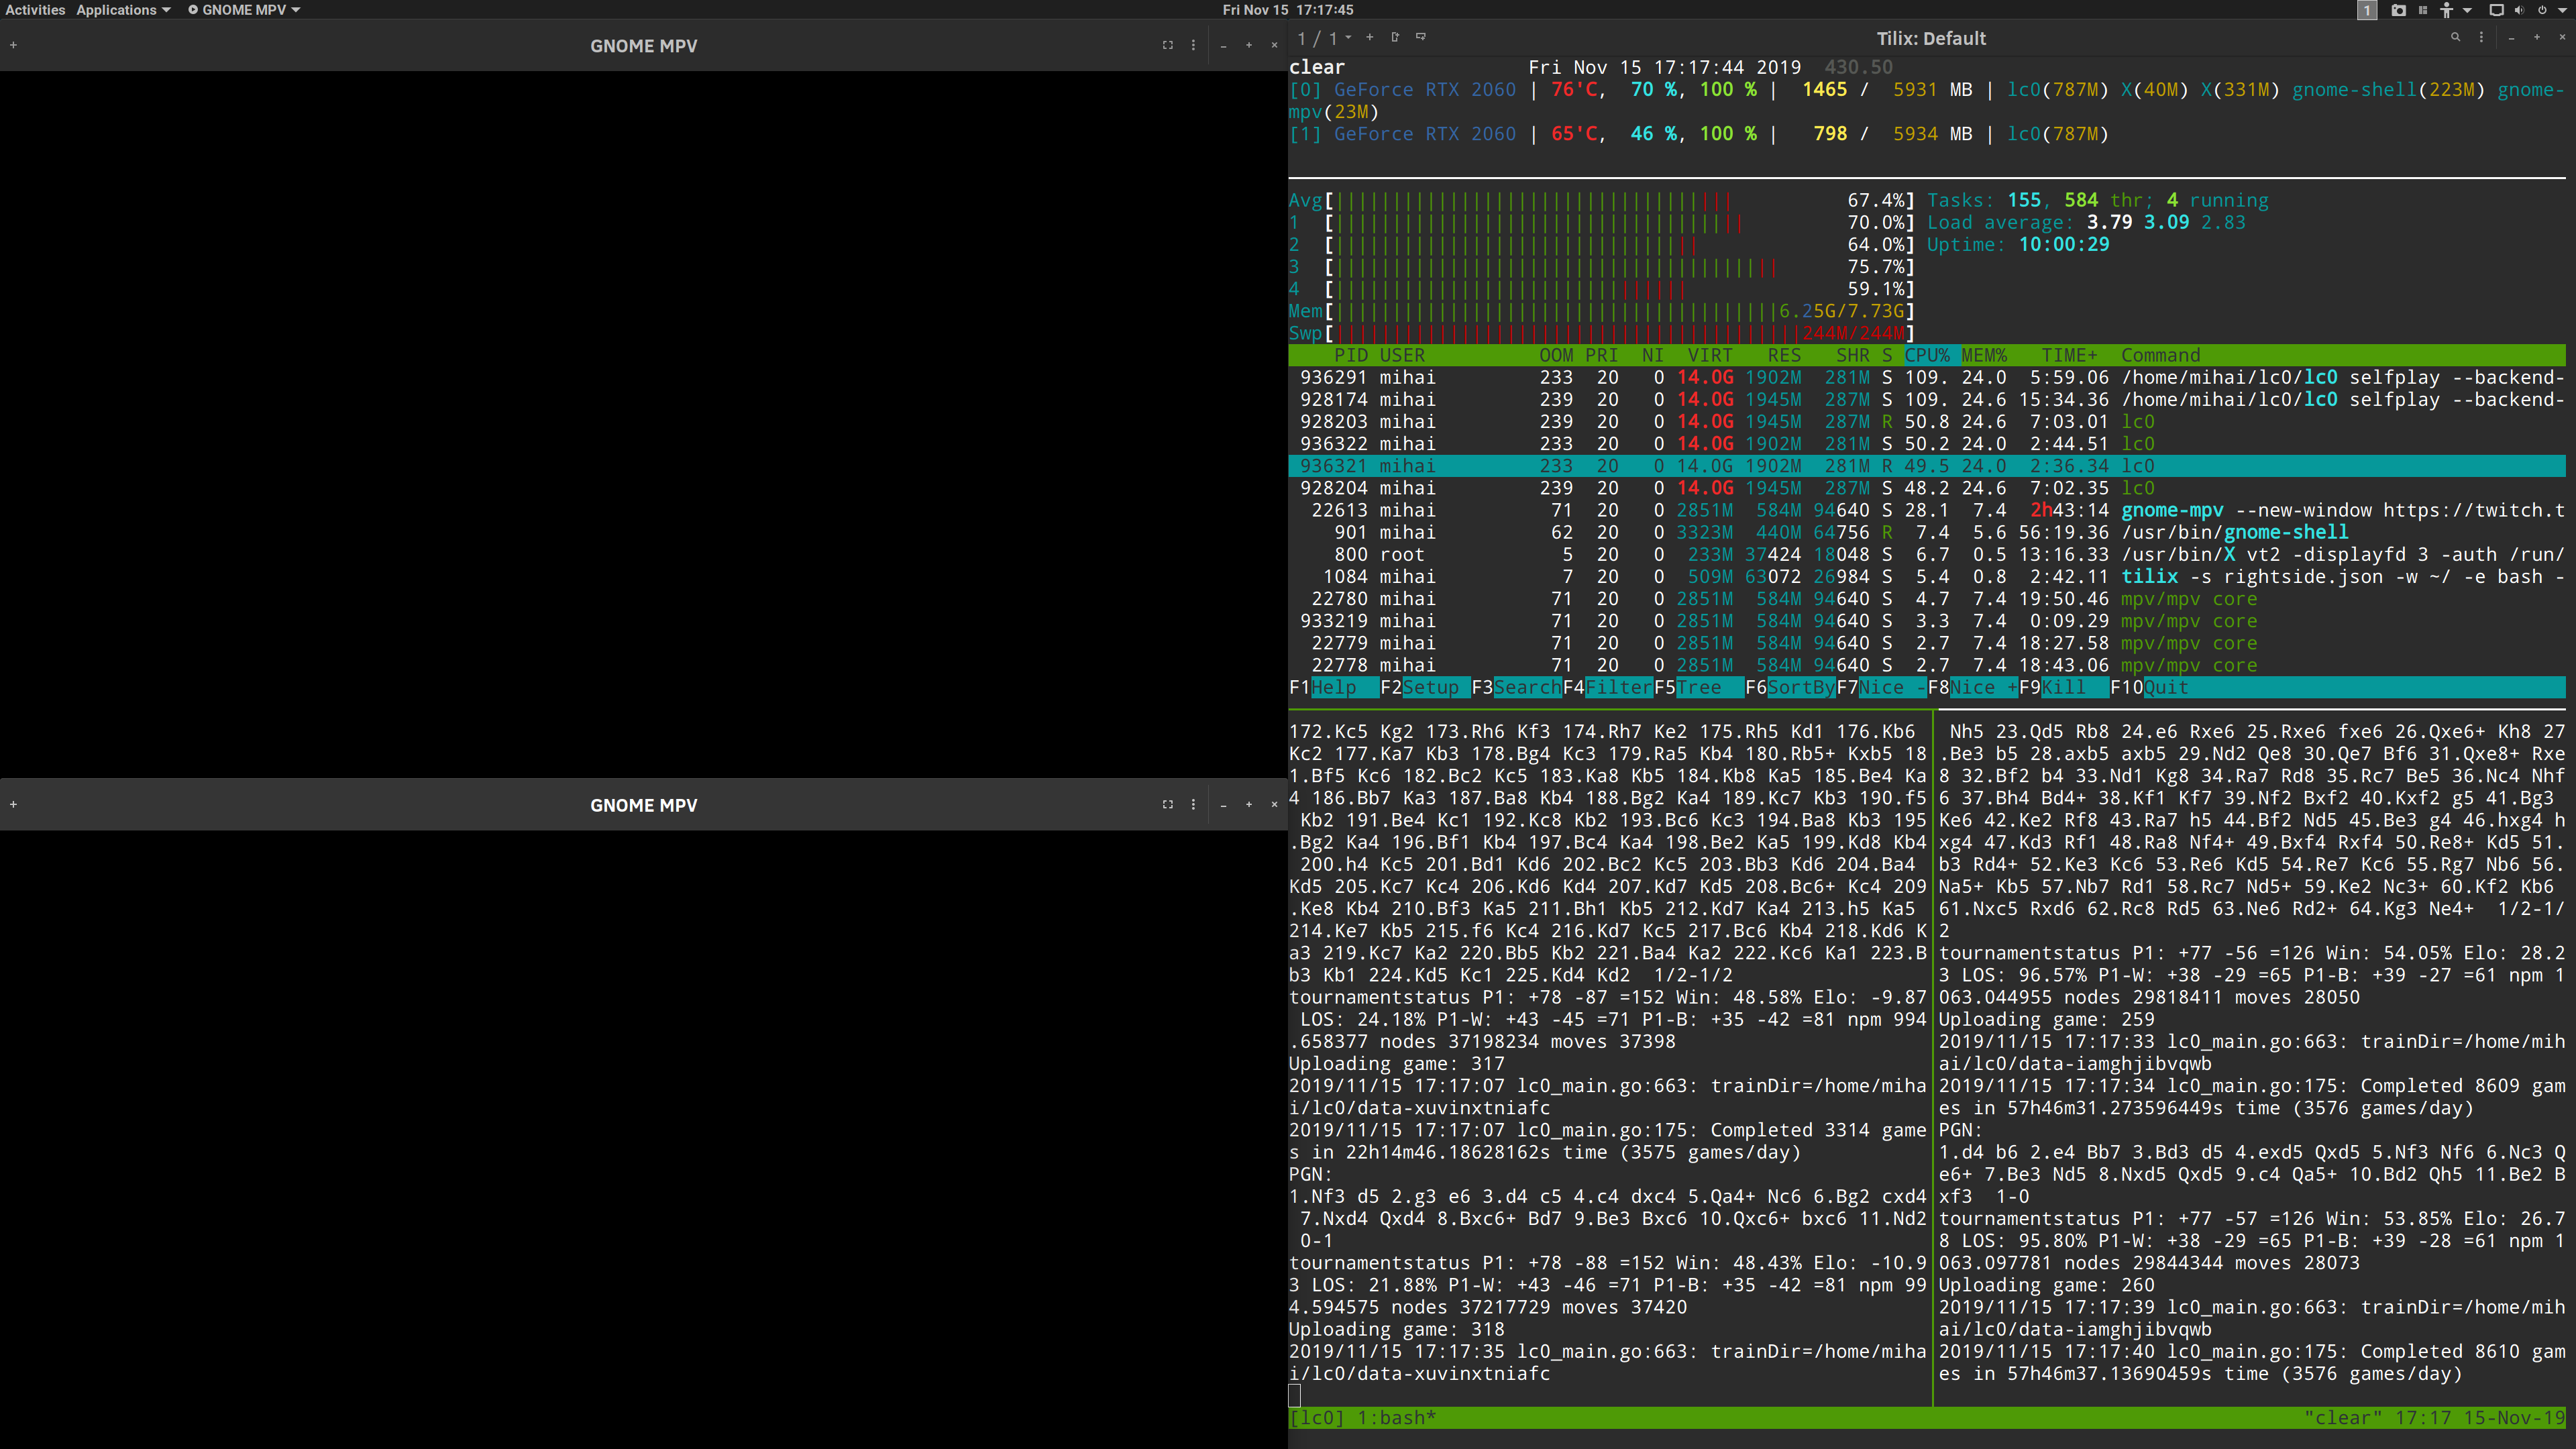 Activities Applications GNOME MPV Fri Nov 15 17:17:45 1
GNOME MPV
1 / 1 Tilix: Default
clear Fri Nov 15 17:17:44 2019 430.50
[0] GeForce RTX 2060 | 76'C, 70 %, 100 % | 1465 / 5931 MB | lc0(787M) X(40M) X(331M) gnome-shell(223M) gnome-
mpv(23M)
[1] GeForce RTX 2060 | 65'C, 46 %, 100 % | 798 / 5934 MB | lc0(787M)
Avg[ 67.4%] Tasks: 155, 584 thr; 4 running
1 [ 70.0%] Load average: 3.79 3.09 2.83
2 [ 64.0%] Uptime: 10:00:29
3 [ 75.7%]
4 [ 59.1%]
Mem[ 6.25G/7.73G]
Swp[ 244M/244M]
PID USER OOM PRI NI VIRT RES SHR S CPU% MEM% TIME+ Command
936291 mihai 233 20 0 14.0G 1902M 281M S 109. 24.0 5:59.06 /home/mihai/lc0/lc0 selfplay --backend-
928174 mihai 239 20 0 14.0G 1945M 287M S 109. 24.6 15:34.36 /home/mihai/lc0/lc0 selfplay --backend-
928203 mihai 239 20 0 14.0G 1945M 287M R 50.8 24.6 7:03.01 lc0
936322 mihai 233 20 0 14.0G 1902M 281M S 50.2 24.0 2:44.51 lc0
936321 mihai 233 20 0 14.0G 1902M 281M R 49.5 24.0 2:36.34 lc0
928204 mihai 239 20 0 14.0G 1945M 287M S 48.2 24.6 7:02.35 lc0
22613 mihai 71 20 0 2851M 584M 94640 S 28.1 7.4 2h43:14 gnome-mpv --new-window https://twitch.t
901 mihai 62 20 0 3323M 440M 64756 R 7.4 5.6 56:19.36 /usr/bin/gnome-shell
800 root 5 20 0 233M 37424 18048 S 6.7 0.5 13:16.33 /usr/bin/X vt2 -displayfd 3 -auth /run/
1084 mihai 7 20 0 509M 63072 26984 S 5.4 0.8 2:42.11 tilix -s rightside.json -w ~/ -e bash -
22780 mihai 71 20 0 2851M 584M 94640 S 4.7 7.4 19:50.46 mpv/mpv core
933219 mihai 71 20 0 2851M 584M 94640 S 3.3 7.4 0:09.29 mpv/mpv core
22779 mihai 71 20 0 2851M 584M 94640 S 2.7 7.4 18:27.58 mpv/mpv core
22778 mihai 71 20 0 2851M 584M 94640 S 2.7 7.4 18:43.06 mpv/mpv core
F1Help F2Setup F3SearchF4FilterF5Tree F6SortByF7Nice -F8Nice +F9Kill F10Quit
GNOME MPV
172.Kc5 Kg2 173.Rh6 Kf3 174.Rh7 Ke2 175.Rh5 Kd1 176.Kb6
Kc2 177.Ka7 Kb3 178.Bg4 Kc3 179.Ra5 Kb4 180.Rb5+ Kxb5 18
1.Bf5 Kc6 182.Bc2 Kc5 183.Ka8 Kb5 184.Kb8 Ka5 185.Be4 Ka
4 186.Bb7 Ka3 187.Ba8 Kb4 188.Bg2 Ka4 189.Kc7 Kb3 190.f5
Kb2 191.Be4 Kc1 192.Kc8 Kb2 193.Bc6 Kc3 194.Ba8 Kb3 195
.Bg2 Ka4 196.Bf1 Kb4 197.Bc4 Ka4 198.Be2 Ka5 199.Kd8 Kb4
200.h4 Kc5 201.Bd1 Kd6 202.Bc2 Kc5 203.Bb3 Kd6 204.Ba4
Kd5 205.Kc7 Kc4 206.Kd6 Kd4 207.Kd7 Kd5 208.Bc6+ Kc4 209
.Ke8 Kb4 210.Bf3 Ka5 211.Bh1 Kb5 212.Kd7 Ka4 213.h5 Ka5
214.Ke7 Kb5 215.f6 Kc4 216.Kd7 Kc5 217.Bc6 Kb4 218.Kd6 K
a3 219.Kc7 Ka2 220.Bb5 Kb2 221.Ba4 Ka2 222.Kc6 Ka1 223.B
b3 Kb1 224.Kd5 Kc1 225.Kd4 Kd2 1/2-1/2
tournamentstatus P1: +78 -87 =152 Win: 48.58% Elo: -9.87
LOS: 24.18% P1-W: +43 -45 =71 P1-B: +35 -42 =81 npm 994
.658377 nodes 37198234 moves 37398
Uploading game: 317
2019/11/15 17:17:07 lc0_main.go:663: trainDir=/home/miha
i/lc0/data-xuvinxtniafc
2019/11/15 17:17:07 lc0_main.go:175: Completed 3314 game
s in 22h14m46.18628162s time (3575 games/day)
PGN:
1.Nf3 d5 2.g3 e6 3.d4 c5 4.c4 dxc4 5.Qa4+ Nc6 6.Bg2 cxd4
7.Nxd4 Qxd4 8.Bxc6+ Bd7 9.Be3 Bxc6 10.Qxc6+ bxc6 11.Nd2
0-1
tournamentstatus P1: +78 -88 =152 Win: 48.43% Elo: -10.9
3 LOS: 21.88% P1-W: +43 -46 =71 P1-B: +35 -42 =81 npm 99
4.594575 nodes 37217729 moves 37420
Uploading game: 318
2019/11/15 17:17:35 lc0_main.go:663: trainDir=/home/miha
i/lc0/data-xuvinxtniafc
Nh5 23.Qd5 Rb8 24.e6 Rxe6 25.Rxe6 fxe6 26.Qxe6+ Kh8 27
.Be3 b5 28.axb5 axb5 29.Nd2 Qe8 30.Qe7 Bf6 31.Qxe8+ Rxe
8 32.Bf2 b4 33.Nd1 Kg8 34.Ra7 Rd8 35.Rc7 Be5 36.Nc4 Nhf
6 37.Bh4 Bd4+ 38.Kf1 Kf7 39.Nf2 Bxf2 40.Kxf2 g5 41.Bg3
Ke6 42.Ke2 Rf8 43.Ra7 h5 44.Bf2 Nd5 45.Be3 g4 46.hxg4 h
xg4 47.Kd3 Rf1 48.Ra8 Nf4+ 49.Bxf4 Rxf4 50.Re8+ Kd5 51.
b3 Rd4+ 52.Ke3 Kc6 53.Re6 Kd5 54.Re7 Kc6 55.Rg7 Nb6 56.
Na5+ Kb5 57.Nb7 Rd1 58.Rc7 Nd5+ 59.Ke2 Nc3+ 60.Kf2 Kb6
61.Nxc5 Rxd6 62.Rc8 Rd5 63.Ne6 Rd2+ 64.Kg3 Ne4+ 1/2-1/
2
tournamentstatus P1: +77 -56 =126 Win: 54.05% Elo: 28.2
3 LOS: 96.57% P1-W: +38 -29 =65 P1-B: +39 -27 =61 npm 1
063.044955 nodes 29818411 moves 28050
Uploading game: 259
2019/11/15 17:17:33 lc0_main.go:663: trainDir=/home/mih
ai/lc0/data-iamghjibvqwb
2019/11/15 17:17:34 lc0_main.go:175: Completed 8609 gam
es in 57h46m31.273596449s time (3576 games/day)
PGN:
1.d4 b6 2.e4 Bb7 3.Bd3 d5 4.exd5 Qxd5 5.Nf3 Nf6 6.Nc3 Q
e6+ 7.Be3 Nd5 8.Nxd5 Qxd5 9.c4 Qa5+ 10.Bd2 Qh5 11.Be2 B
xf3 1-0
tournamentstatus P1: +77 -57 =126 Win: 53.85% Elo: 26.7
8 LOS: 95.80% P1-W: +38 -29 =65 P1-B: +39 -28 =61 npm 1
063.097781 nodes 29844344 moves 28073
Uploading game: 260
2019/11/15 17:17:39 lc0_main.go:663: trainDir=/home/mih
ai/lc0/data-iamghjibvqwb
2019/11/15 17:17:40 lc0_main.go:175: Completed 8610 gam
es in 57h46m37.13690459s time (3576 games/day)
[lc0] 1:bash* "clear" 17:17 15-Nov-19